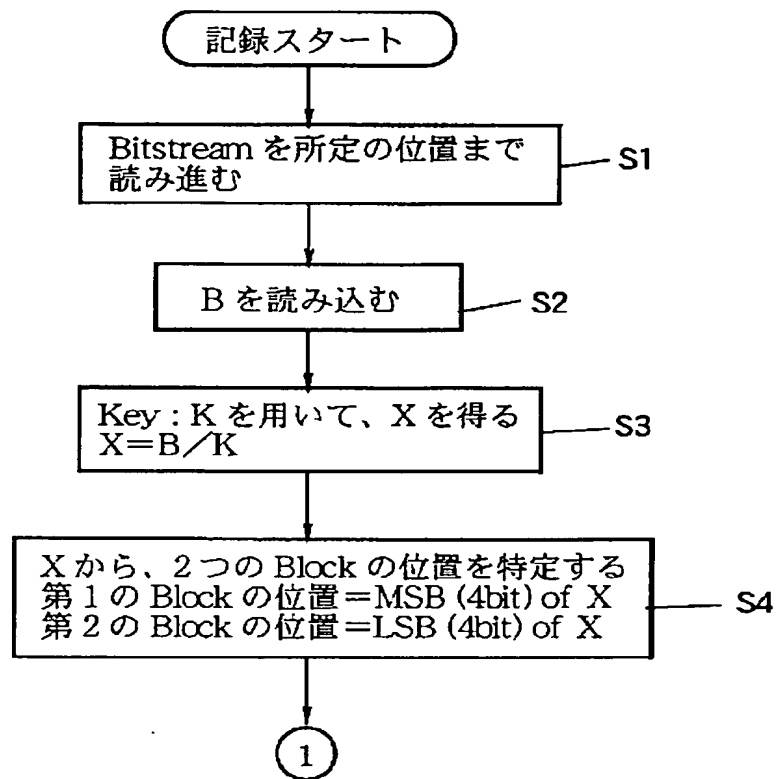 記録スタート
Bitstream を所定の位置まで
読み進む
S1
B を読み込む
S2
Key : K を用いて、X を得る
X=B/K
S3
X から、2つの Block の位置を特定する
第1の Block の位置=MSB (4bit) of X
第2の Block の位置=LSB (4bit) of X
S4
1